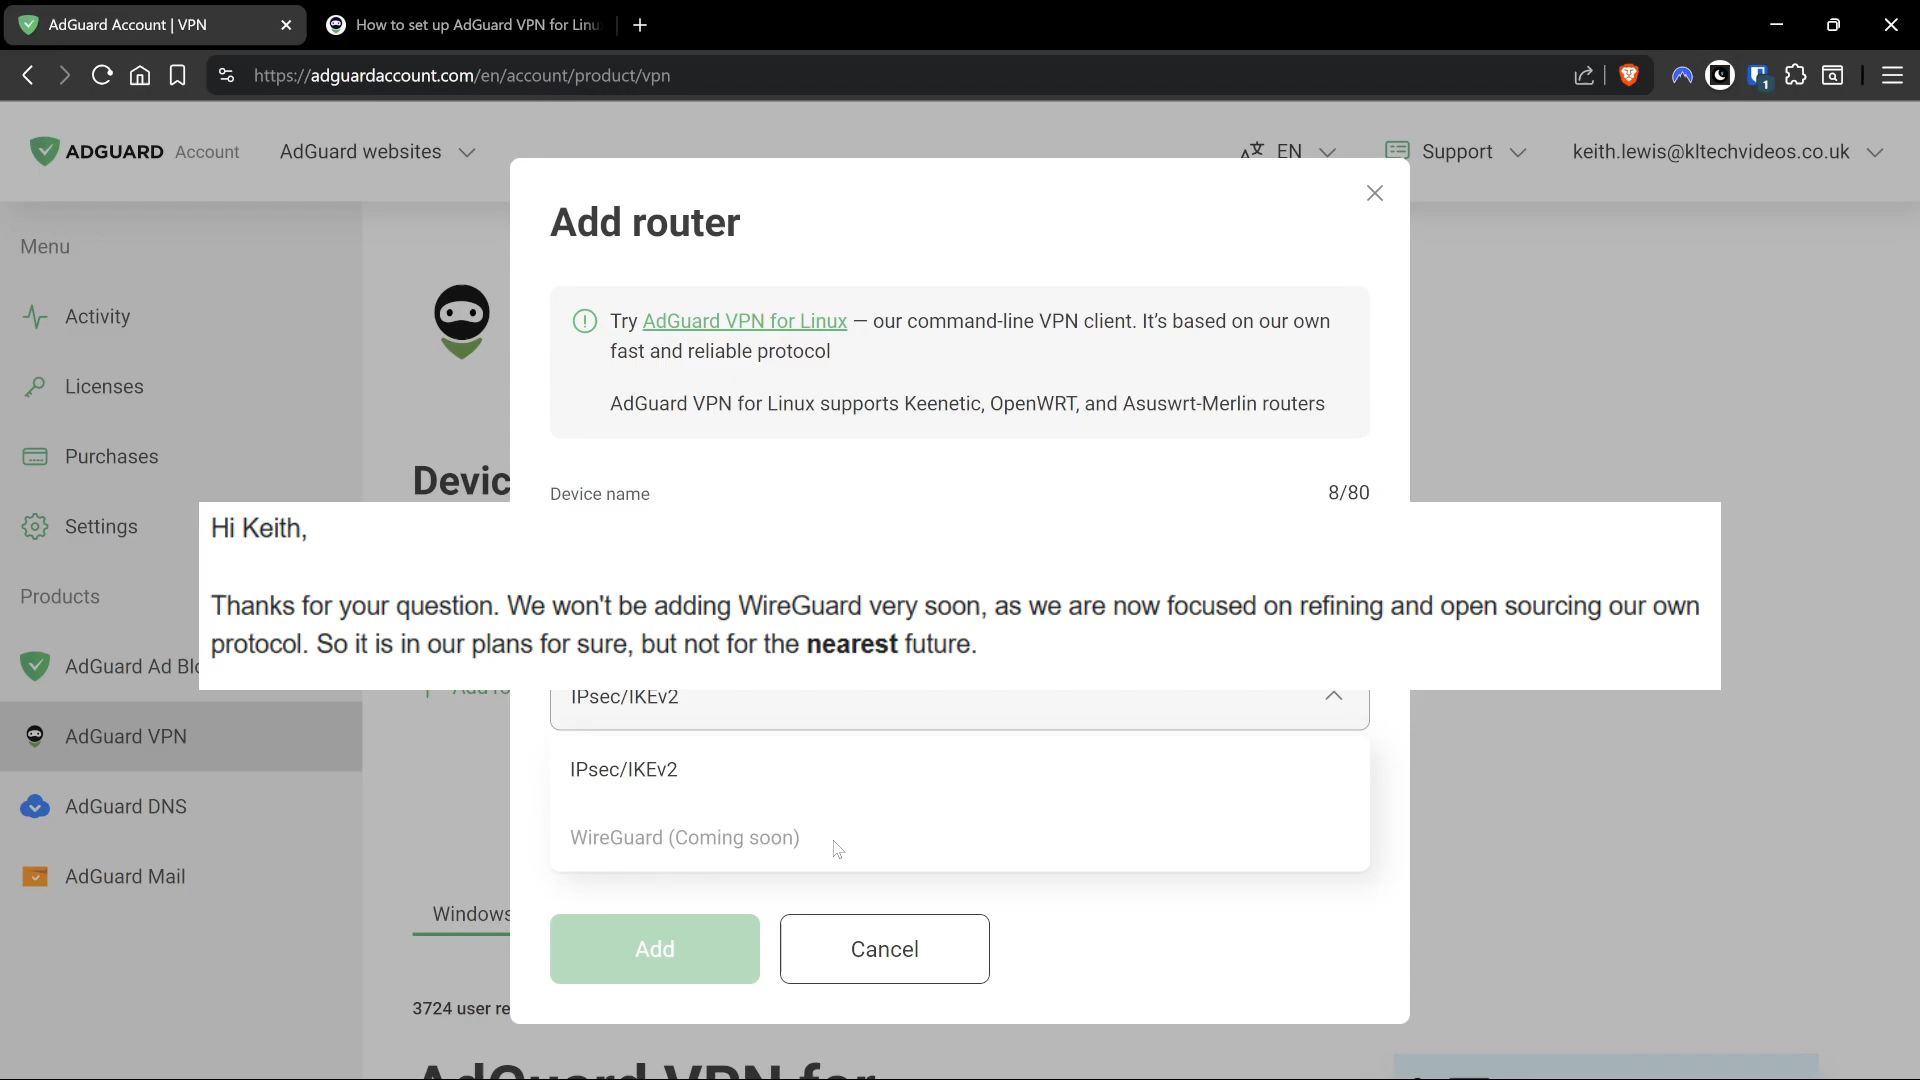 AdGuard Account | VPN
How to set up AdGuard VPN for Linu
https://adguardaccount.com/en/account/product/vpn
1
ADGUARD Account
AdGuard websites
EN
Support
keith.lewis@kltechvideos.co.uk
Menu
Activity
Licenses
Purchases
Settings
Products
AdGuard Ad Blo
AdGuard VPN
AdGuard DNS
AdGuard Mail
Devic
Windows
3724 user re
AdGuard VPN for
Add router
Try AdGuard VPN for Linux — our command-line VPN client. It's based on our own
fast and reliable protocol
AdGuard VPN for Linux supports Keenetic, OpenWRT, and Asuswrt-Merlin routers
Device name
8/80
Hi Keith,
Thanks for your question. We won't be adding WireGuard very soon, as we are now focused on refining and open sourcing our own
protocol. So it is in our plans for sure, but not for the nearest future.
IPsec/IKEv2
IPsec/IKEv2
WireGuard (Coming soon)
Add
Cancel